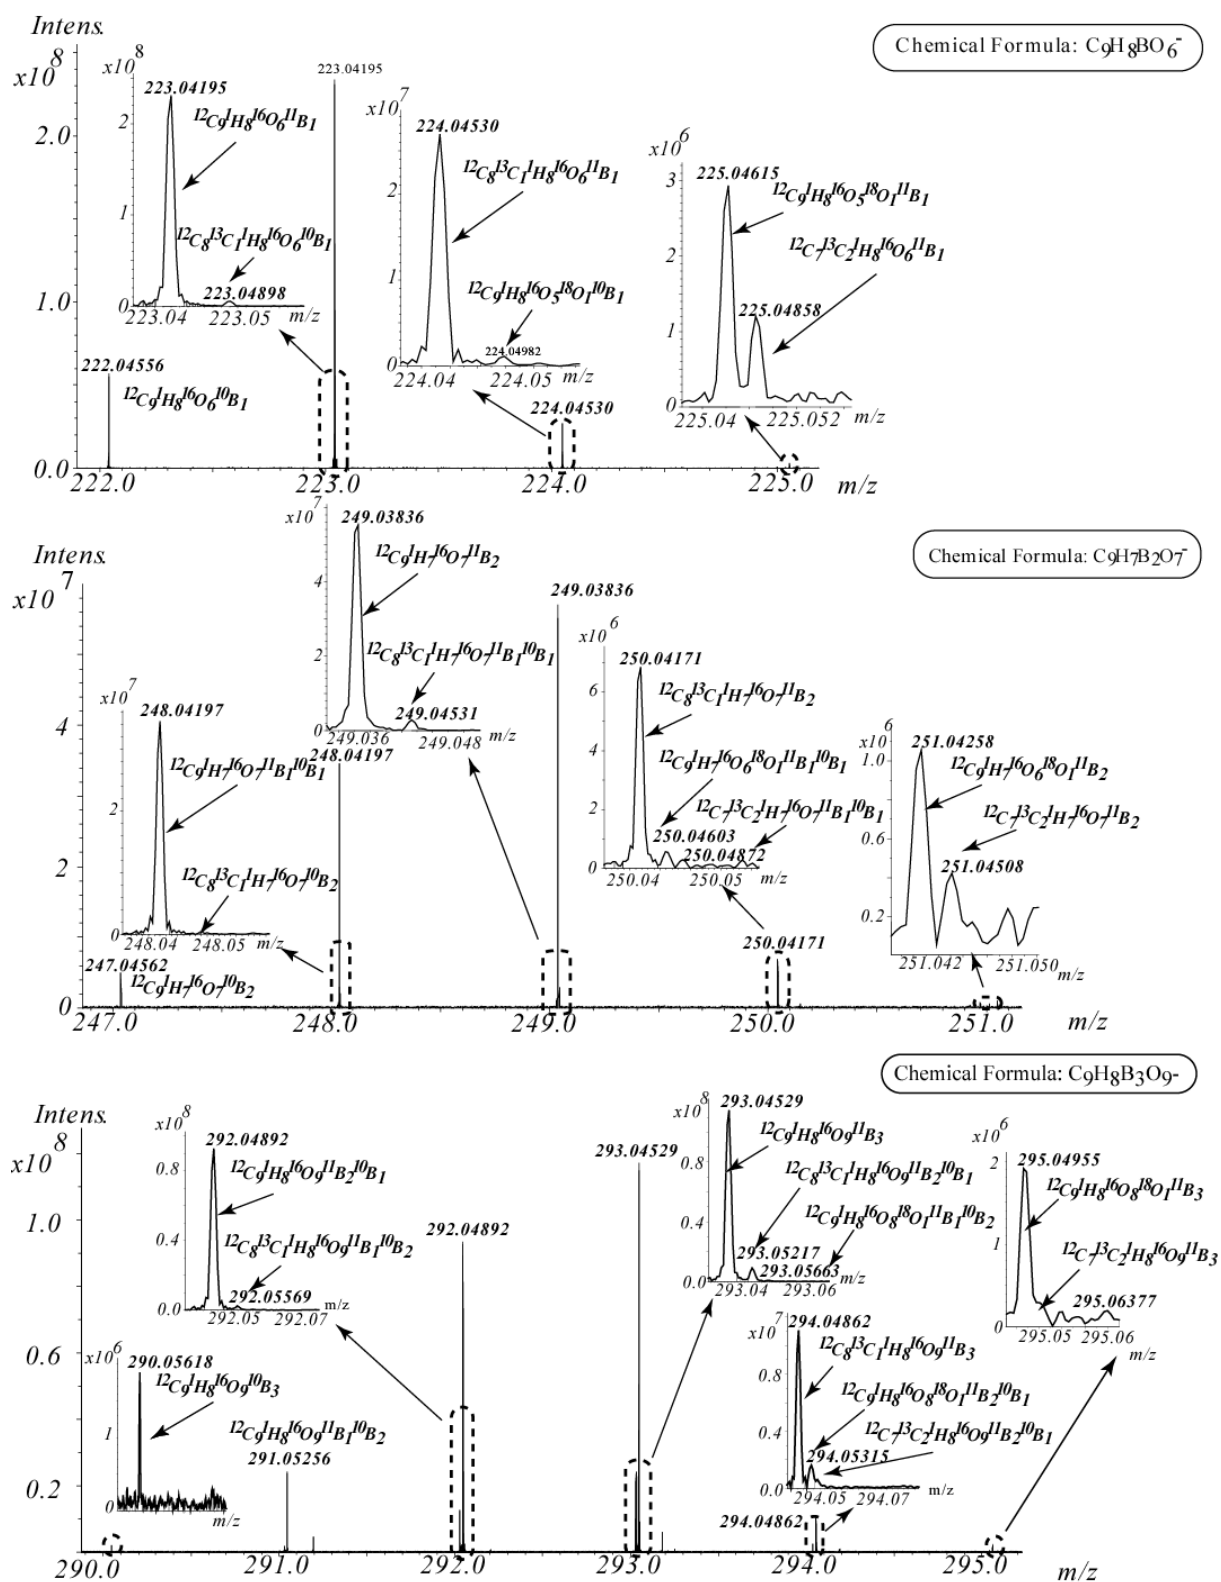 Intens.
x10^8
Chemical Formula: C9H8BO6^-
2.0
1.0
0.0
222.04556
^12C9^1H8^16O6^10B1
x10^8
223.04195
^12C9^1H8^16O6^11B1
^12C8^13C1^1H8^16O6^10B1
223.04898
2
1
0
223.04 223.05 m/z
223.04195
x10^7
224.04530
^12C8^13C1^1H8^16O6^11B1
^12C9^1H8^16O5^18O1^10B1
224.04982
2
1
0
224.04 224.05 m/z
224.04530
x10^6
225.04615
^12C9^1H8^16O5^18O1^11B1
^12C7^13C2^1H8^16O6^11B1
225.04858
3
2
1
0
225.04 225.052 m/z
222.0 223.0 224.0 225.0 m/z
Intens.
x10^7
Chemical Formula: C9H7B2O7^-
4
2
0
247.04562
^12C9^1H7^16O7^10B2
x10^7
248.04197
^12C9^1H7^16O7^11B1^10B1
^12C8^13C1^1H7^16O7^10B2
2
0
248.04 248.05 m/z
248.04197
x10^7
249.03836
^12C9^1H7^16O7^11B2
^12C8^13C1^1H7^16O7^11B1^10B1
249.04531
4
2
0
249.036 249.048 m/z
249.03836
x10^6
250.04171
^12C8^13C1^1H7^16O7^11B2
^12C9^1H7^16O6^18O1^11B1^10B1
^12C7^13C2^1H7^16O7^11B1^10B1
250.04603
250.04872
6
4
2
0
250.04 250.05 m/z
250.04171
x10^6
251.04258
^12C9^1H7^16O6^18O1^11B2
^12C7^13C2^1H7^16O7^11B2
251.04508
1.0
0.6
0.2
251.042 251.050 m/z
247.0 248.0 249.0 250.0 251.0 m/z
Intens.
x10^8
Chemical Formula: C9H8B3O9-
1.0
0.6
0.2
x10^6
290.05618
^12C9^1H8^16O9^10B3
1
0
m/z
^12C9^1H8^16O9^11B1^10B2
291.05256
x10^8
292.04892
^12C9^1H8^16O9^11B2^10B1
^12C8^13C1^1H8^16O9^11B1^10B2
292.05569
0.8
0.4
0.0
292.05 292.07 m/z
292.04892
x10^8
293.04529
^12C9^1H8^16O9^11B3
^12C8^13C1^1H8^16O9^11B2^10B1
^12C9^1H8^16O8^18O1^11B1^10B2
293.05217
293.05663
0.8
0.4
0.0
293.04 293.06 m/z
293.04529
x10^7
294.04862
^12C8^13C1^1H8^16O9^11B3
^12C9^1H8^16O8^18O1^11B2^10B1
^12C7^13C2^1H8^16O9^11B2^10B1
294.05315
0.8
0.4
0.0
294.05 294.07 m/z
294.04862
x10^6
295.04955
^12C9^1H8^16O8^18O1^11B3
^12C7^13C2^1H8^16O9^11B3
295.06377
2
1
0
295.05 295.06 m/z
290.0 291.0 292.0 293.0 294.0 295.0 m/z